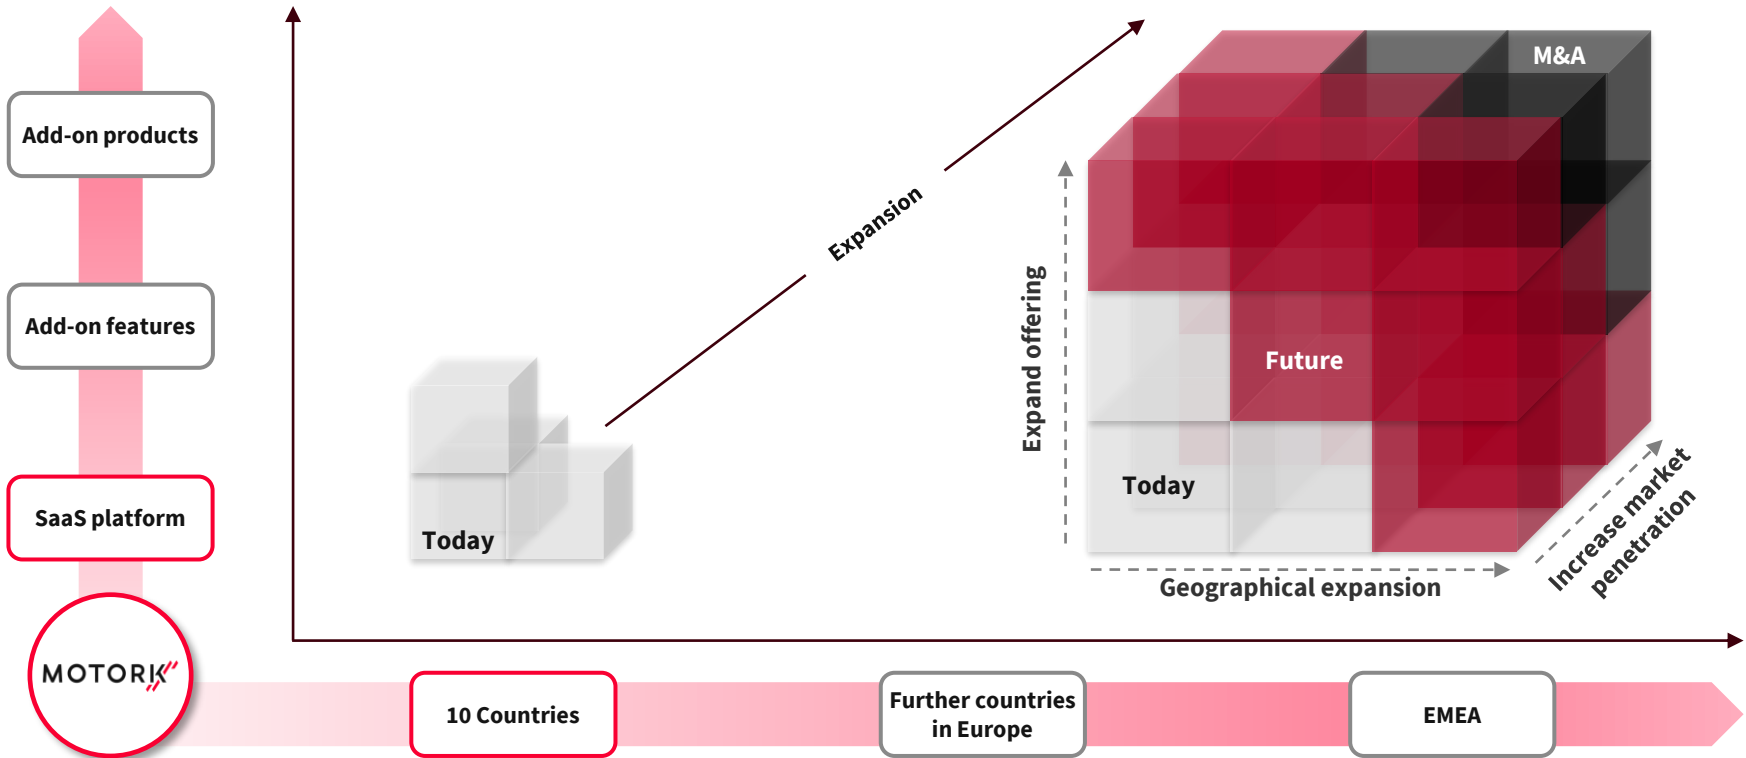 Add-on products
Add-on features
SaaS platform
MOTORK
10 Countries
Further countries
in Europe
EMEA
Today
Expansion
M&A
Future
Today
Expand offering
Geographical expansion
Increase market
penetration